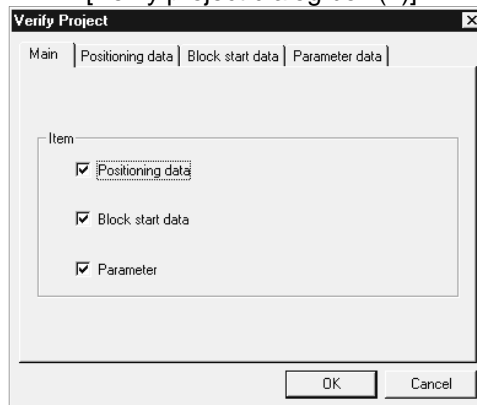 Verify Project
Main Positioning data Block start data Parameter data
Item
Positioning data
Block start data
Parameter
OK Cancel